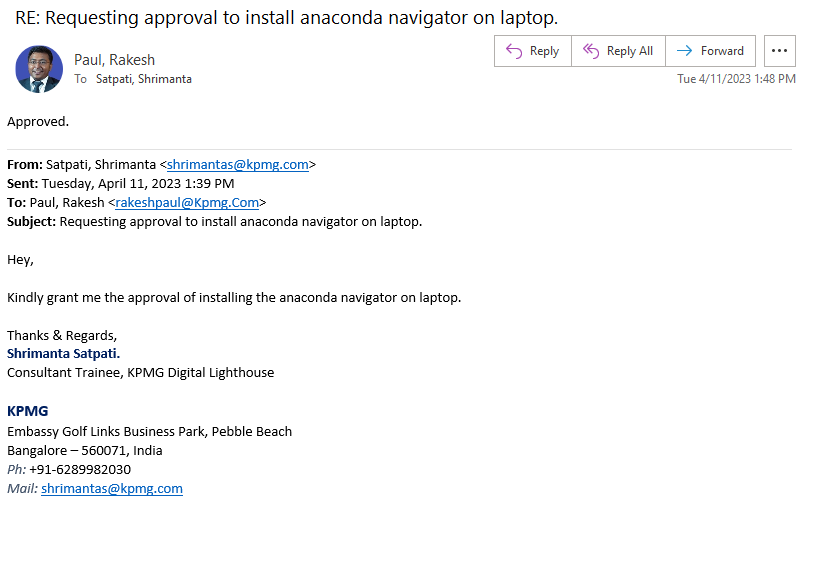 RE: Requesting approval to install anaconda navigator on laptop.
Paul, Rakesh
To Satpati, Shrimanta
Reply
Reply All
Forward
Tue 4/11/2023 1:48 PM
Approved.
From: Satpati, Shrimanta <shrimantas@kpmg.com>
Sent: Tuesday, April 11, 2023 1:39 PM
To: Paul, Rakesh <rakeshpaul@Kpmg.Com>
Subject: Requesting approval to install anaconda navigator on laptop.
Hey,
Kindly grant me the approval of installing the anaconda navigator on laptop.
Thanks & Regards,
Shrimanta Satpati.
Consultant Trainee, KPMG Digital Lighthouse
KPMG
Embassy Golf Links Business Park, Pebble Beach
Bangalore – 560071, India
Ph: +91-6289982030
Mail: shrimantas@kpmg.com